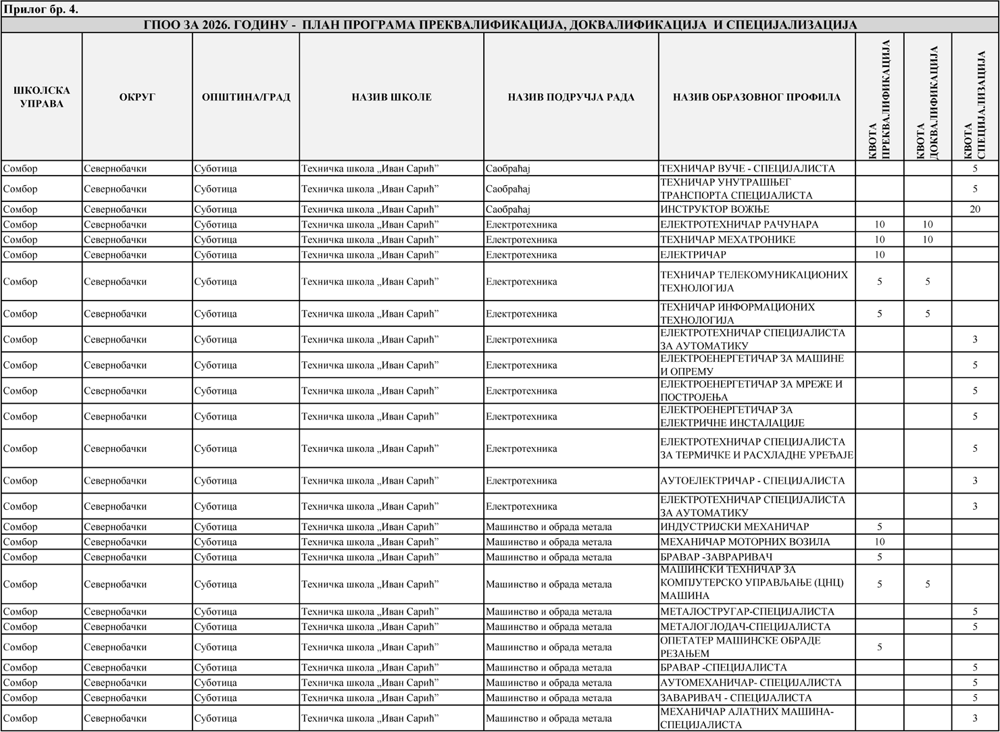 Прилог бр. 4.
ГПОО ЗА 2026. ГОДИНУ - ПЛАН ПРОГРАМА ПРЕКВАЛИФИКАЦИЈА, ДОКВАЛИФИКАЦИЈА И СПЕЦИЈАЛИЗАЦИЈА
ШКОЛСКА УПРАВА ОКРУГ ОПШТИНА/ГРАД НАЗИВ ШКОЛЕ НАЗИВ ПОДРУЧЈА РАДА НАЗИВ ОБРАЗОВНОГ ПРОФИЛА КВОТА ПРЕКВАЛИФИКАЦИЈА КВОТА ДОКВАЛИФИКАЦИЈА КВОТА СПЕЦИЈАЛИЗАЦИЈА
Сомбор Севернобачки Суботица Техничка школа „Иван Сарић” Саобраћај ТЕХНИЧАР ВУЧЕ - СПЕЦИЈАЛИСТА 5
Сомбор Севернобачки Суботица Техничка школа „Иван Сарић” Саобраћај ТЕХНИЧАР УНУТРАШЊЕГ ТРАНСПОРТА СПЕЦИЈАЛИСТА 5
Сомбор Севернобачки Суботица Техничка школа „Иван Сарић” Саобраћај ИНСТРУКТОР ВОЖЊЕ 20
Сомбор Севернобачки Суботица Техничка школа „Иван Сарић” Електротехника ЕЛЕКТРОТЕХНИЧАР РАЧУНАРА 10 10
Сомбор Севернобачки Суботица Техничка школа „Иван Сарић” Електротехника ТЕХНИЧАР МЕХАТРОНИКЕ 10 10
Сомбор Севернобачки Суботица Техничка школа „Иван Сарић” Електротехника ЕЛЕКТРИЧАР 10
Сомбор Севернобачки Суботица Техничка школа „Иван Сарић” Електротехника ТЕХНИЧАР ТЕЛЕКОМУНИКАЦИОНИХ ТЕХНОЛОГИЈА 5 5
Сомбор Севернобачки Суботица Техничка школа „Иван Сарић” Електротехника ТЕХНИЧАР ИНФОРМАЦИОНИХ ТЕХНОЛОГИЈА 5 5
Сомбор Севернобачки Суботица Техничка школа „Иван Сарић” Електротехника ЕЛЕКТРОТЕХНИЧАР СПЕЦИЈАЛИСТА ЗА АУТОМАТИКУ 3
Сомбор Севернобачки Суботица Техничка школа „Иван Сарић” Електротехника ЕЛЕКТРОЕНЕРГЕТИЧАР ЗА МАШИНЕ И ОПРЕМУ 5
Сомбор Севернобачки Суботица Техничка школа „Иван Сарић” Електротехника ЕЛЕКТРОЕНЕРГЕТИЧАР ЗА МРЕЖЕ И ПОСТРОЈЕЊА 5
Сомбор Севернобачки Суботица Техничка школа „Иван Сарић” Електротехника ЕЛЕКТРОЕНЕРГЕТИЧАР ЗА ЕЛЕКТРИЧНЕ ИНСТАЛАЦИЈЕ 5
Сомбор Севернобачки Суботица Техничка школа „Иван Сарић” Електротехника ЕЛЕКТРОТЕХНИЧАР СПЕЦИЈАЛИСТА ЗА ТЕРМИЧКЕ И РАСХЛАДНЕ УРЕЂАЈЕ 5
Сомбор Севернобачки Суботица Техничка школа „Иван Сарић” Електротехника АУТОЕЛЕКТРИЧАР - СПЕЦИЈАЛИСТА 3
Сомбор Севернобачки Суботица Техничка школа „Иван Сарић” Електротехника ЕЛЕКТРОТЕХНИЧАР СПЕЦИЈАЛИСТА ЗА АУТОМАТИКУ 3
Сомбор Севернобачки Суботица Техничка школа „Иван Сарић” Машинство и обрада метала ИНДУСТРИЈСКИ МЕХАНИЧАР 5
Сомбор Севернобачки Суботица Техничка школа „Иван Сарић” Машинство и обрада метала МЕХАНИЧАР МОТОРНИХ ВОЗИЛА 10
Сомбор Севернобачки Суботица Техничка школа „Иван Сарић” Машинство и обрада метала БРАВАР -ЗАВРАРИВАЧ 5
Сомбор Севернобачки Суботица Техничка школа „Иван Сарић” Машинство и обрада метала МАШИНСКИ ТЕХНИЧАР ЗА КОМПЈУТЕРСКО УПРАВЉАЊЕ (ЦНЦ) МАШИНА 5 5
Сомбор Севернобачки Суботица Техничка школа „Иван Сарић” Машинство и обрада метала МЕТАЛОСТРУГАР-СПЕЦИЈАЛИСТА 5
Сомбор Севернобачки Суботица Техничка школа „Иван Сарић” Машинство и обрада метала МЕТАЛОГЛОДАЧ-СПЕЦИЈАЛИСТА 5
Сомбор Севернобачки Суботица Техничка школа „Иван Сарић” Машинство и обрада метала ОПЕТАТЕР МАШИНСКЕ ОБРАДЕ РЕЗАЊЕМ 5
Сомбор Севернобачки Суботица Техничка школа „Иван Сарић” Машинство и обрада метала БРАВАР -СПЕЦИЈАЛИСТА 5
Сомбор Севернобачки Суботица Техничка школа „Иван Сарић” Машинство и обрада метала АУТОМЕХАНИЧАР- СПЕЦИЈАЛИСТА 5
Сомбор Севернобачки Суботица Техничка школа „Иван Сарић” Машинство и обрада метала ЗАВАРИВАЧ - СПЕЦИЈАЛИСТА 5
Сомбор Севернобачки Суботица Техничка школа „Иван Сарић” Машинство и обрада метала МЕХАНИЧАР АЛАТНИХ МАШИНА-СПЕЦИЈАЛИСТА 3